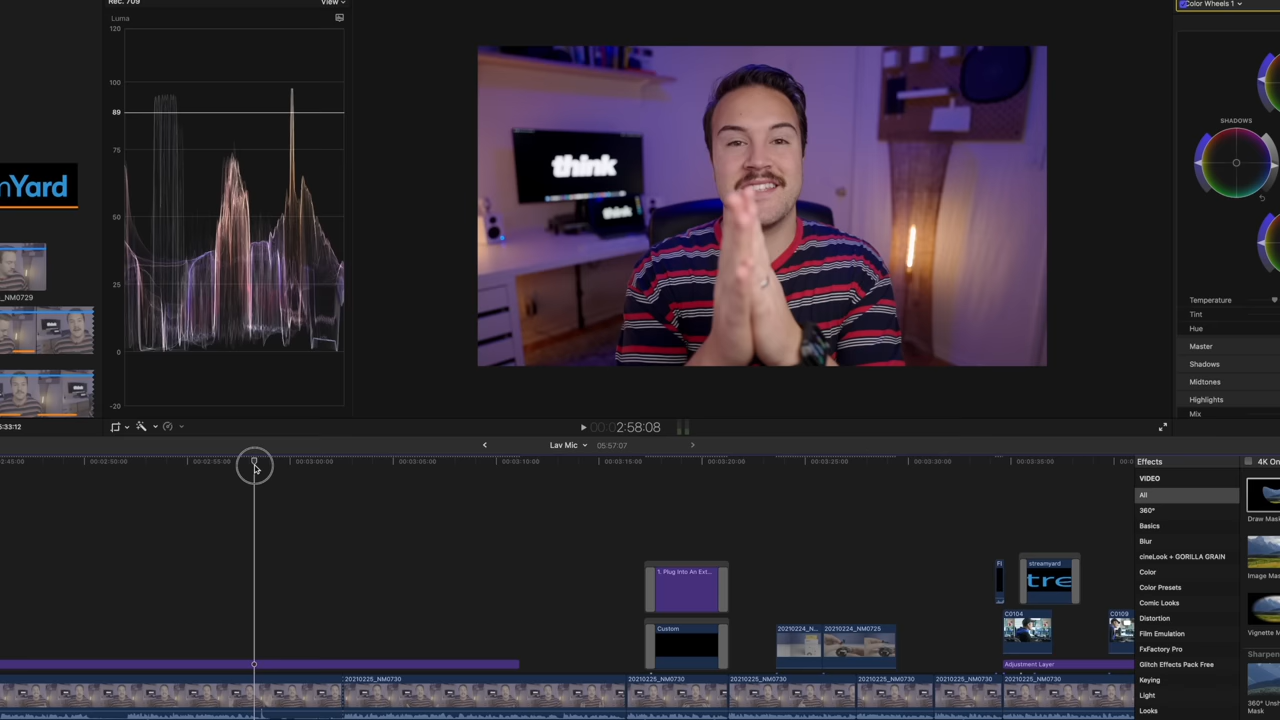 Rec. 709
View
Color Wheels 1
Luma
120
100
89
75
50
25
0
-20
nYard
_NM0729
think
think
SHADOWS
Temperature
Tint
Hue
Master
Shadows
Midtones
Highlights
Mix
5:33:12
00:00:2:58:08
Lav Mic
05:57:07
2:45:00
00:02:50:00
00:02:55:00
00:03:00:00
00:03:05:00
00:03:10:00
00:03:15:00
00:03:20:00
00:03:25:00
00:03:30:00
00:03:35:00
00:0
Effects
4K On
VIDEO
All
360°
Basics
Blur
cineLook + GORILLA GRAIN
Color
Color Presets
Comic Looks
Distortion
Film Emulation
FxFactory Pro
Glitch Effects Pack Free
Keying
Light
Looks
Draw Mas
Image Ma
Vignette M
Sharpen
360° Uns
Mask
1. Plug Into An Ext...
FI
streamyard
tre
Custom
20210224_N...
20210224_NM0725
C0104
C0109
Adjustment Layer
20210225_NM0730
20210225_NM0730
20210225_NM0730
20210225_NM0730
20210225_NM0730
20210225_NM0730